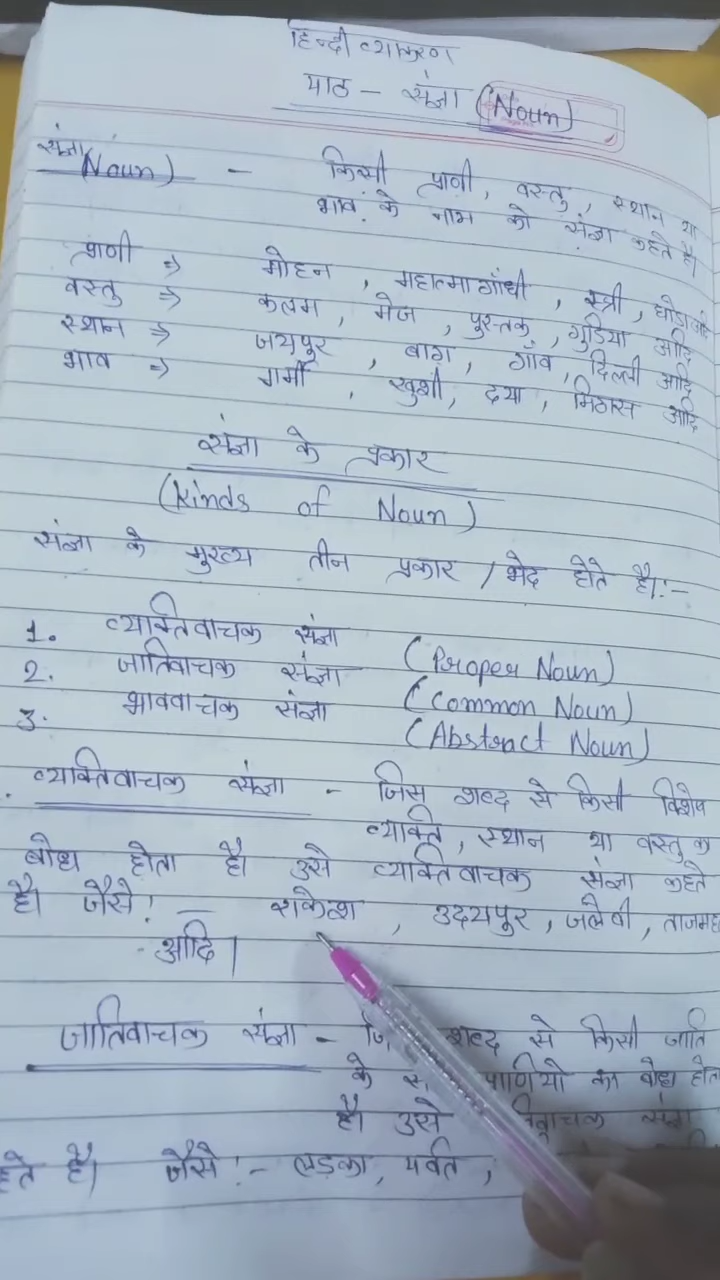 हिन्दी व्याकरण
पाठ - संज्ञा (Noun)
संज्ञा (Noun) - किसी प्राणी, वस्तु, स्थान या
भाव के नाम को संज्ञा कहते है।
प्राणी ⇒ मोहन, महात्मा गाँधी, स्त्री, घोडा आदि
वस्तु ⇒ कलम, मेज, पुस्तक, गुडिया आदि
स्थान ⇒ जयपुर, बाग, गाँव, दिल्ली आदि
भाव ⇒ गर्मी, खुशी, दया, मिठास आदि
संज्ञा के प्रकार
(Kinds of Noun)
संज्ञा के मुख्य तीन प्रकार / भेद होते है।:-
1. व्यक्तिवाचक संज्ञा (Proper Noun)
2. जातिवाचक संज्ञा (Common Noun)
3. भाववाचक संज्ञा (Abstract Noun)
व्यक्तिवाचक संज्ञा - जिस शब्द से किसी विशेष
व्यक्ति, स्थान या वस्तु क
बोध होता है। उसे व्यक्तिवाचक संज्ञा कहते
है। जैसे:- राकेश, उदयपुर, जलेबी, ताजमह
आदि।
जातिवाचक संज्ञा - शब्द से किसी जाति
के प्राणियो का बोध होता
है। उसे संज्ञा
हते है। जैसे:- लड़का, पर्वत,